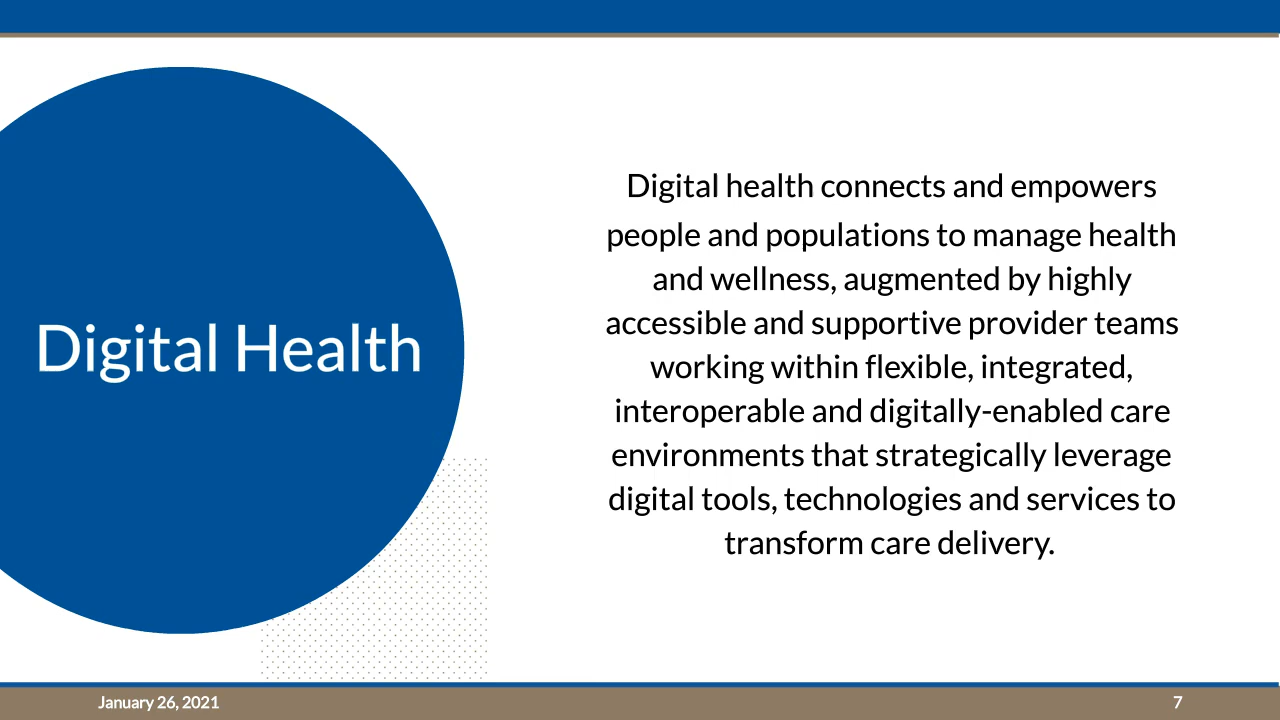 Digital Health
Digital health connects and empowers
people and populations to manage health
and wellness, augmented by highly
accessible and supportive provider teams
working within flexible, integrated,
interoperable and digitally-enabled care
environments that strategically leverage
digital tools, technologies and services to
transform care delivery.
January 26, 2021
7